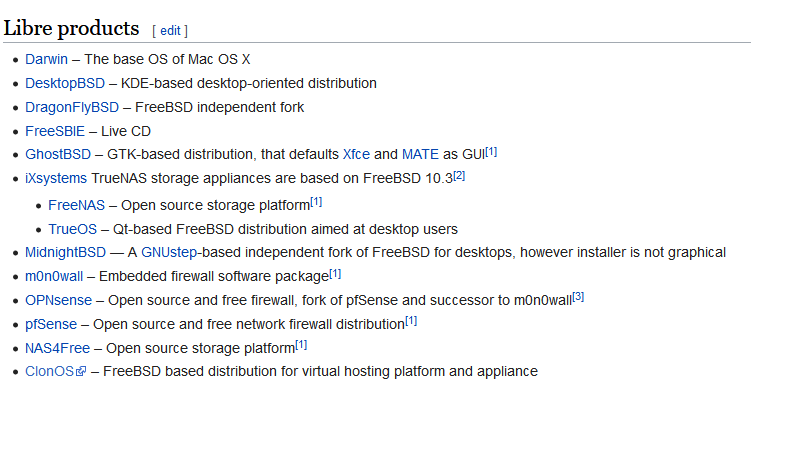 Libre products [ edit ]
• Darwin – The base OS of Mac OS X
• DesktopBSD – KDE-based desktop-oriented distribution
• DragonFlyBSD – FreeBSD independent fork
• FreeSBIE – Live CD
• GhostBSD – GTK-based distribution, that defaults Xfce and MATE as GUI[1]
• iXsystems TrueNAS storage appliances are based on FreeBSD 10.3[2]
• FreeNAS – Open source storage platform[1]
• TrueOS – Qt-based FreeBSD distribution aimed at desktop users
• MidnightBSD — A GNUstep-based independent fork of FreeBSD for desktops, however installer is not graphical
• m0n0wall – Embedded firewall software package[1]
• OPNsense – Open source and free firewall, fork of pfSense and successor to m0n0wall[3]
• pfSense – Open source and free network firewall distribution[1]
• NAS4Free – Open source storage platform[1]
• ClonOS – FreeBSD based distribution for virtual hosting platform and appliance